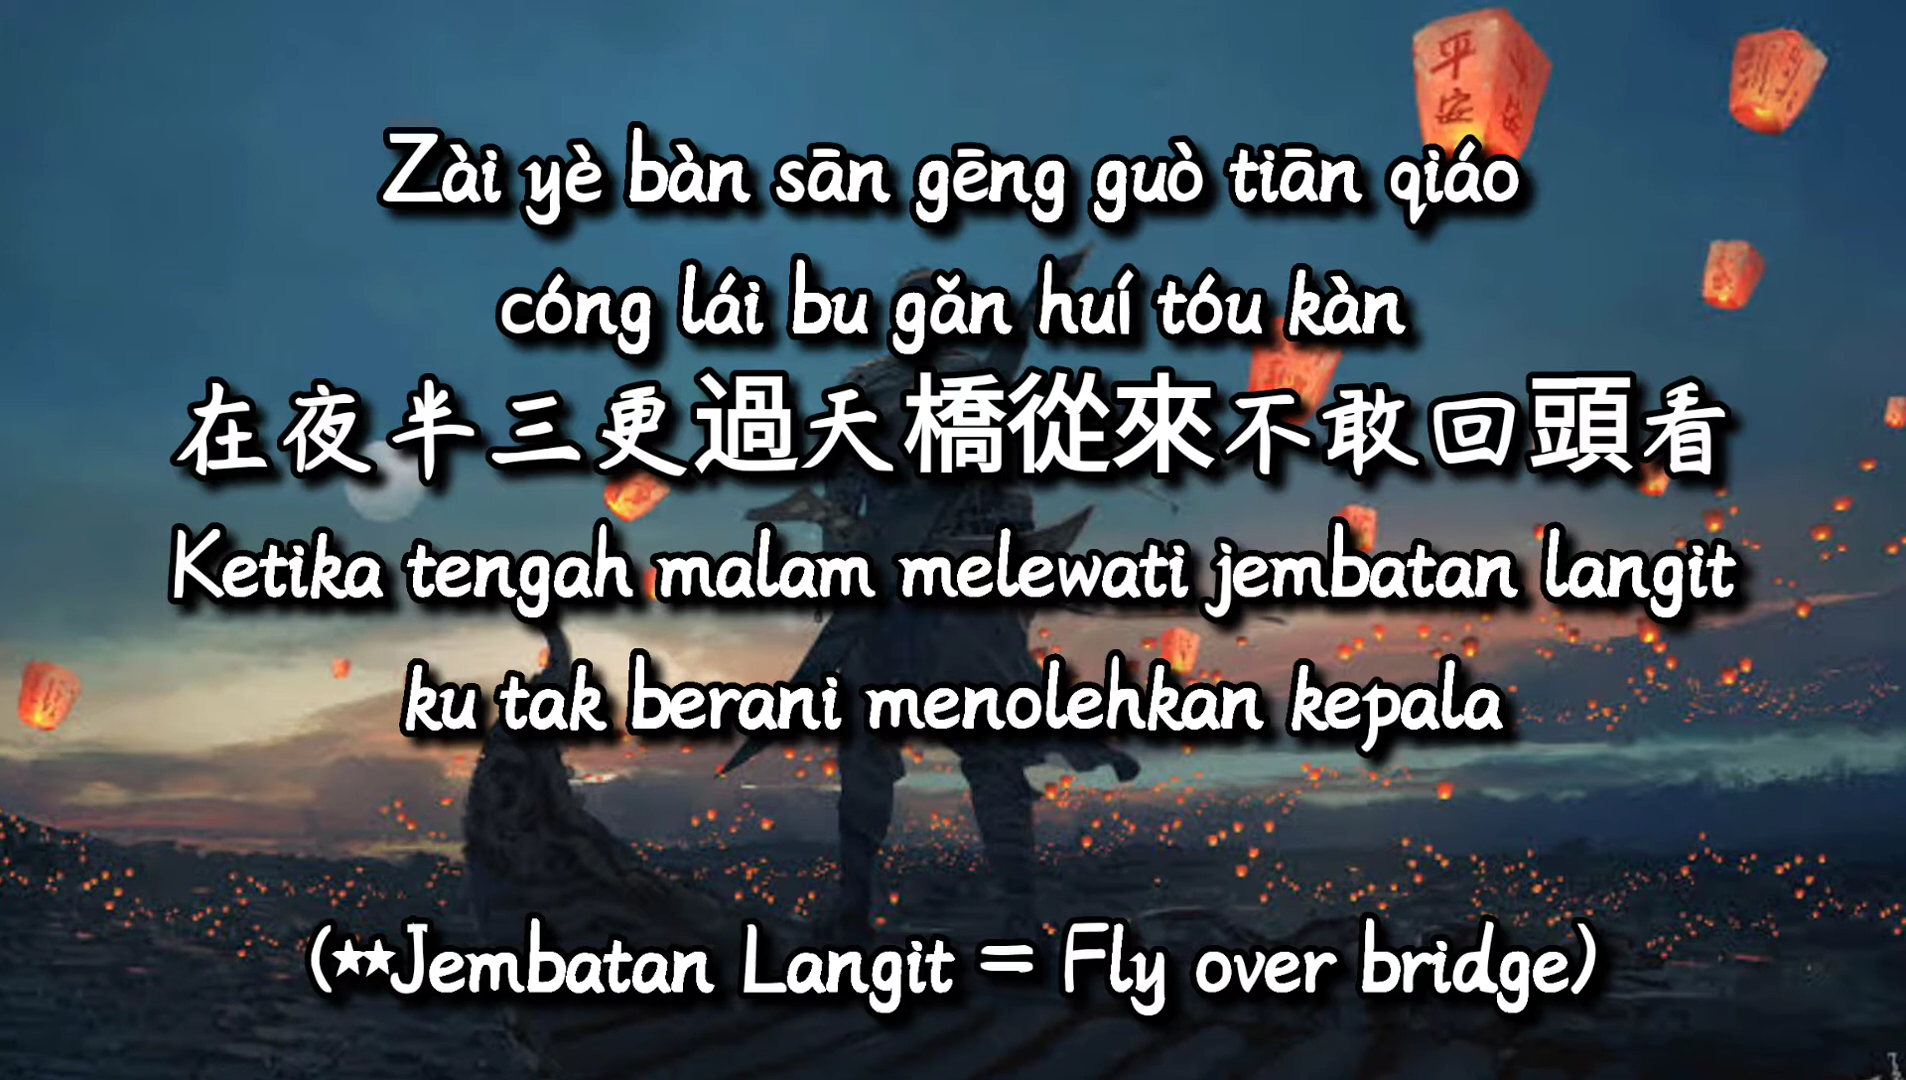 平安
Zài yè bàn sān gēng guò tiān qiáo
cóng lái bu gǎn huí tóu kàn
在夜半三更過天橋從來不敢回頭看
Ketika tengah malam melewati jembatan langit
ku tak berani menolehkan kepala
(**Jembatan Langit = Fly over bridge)